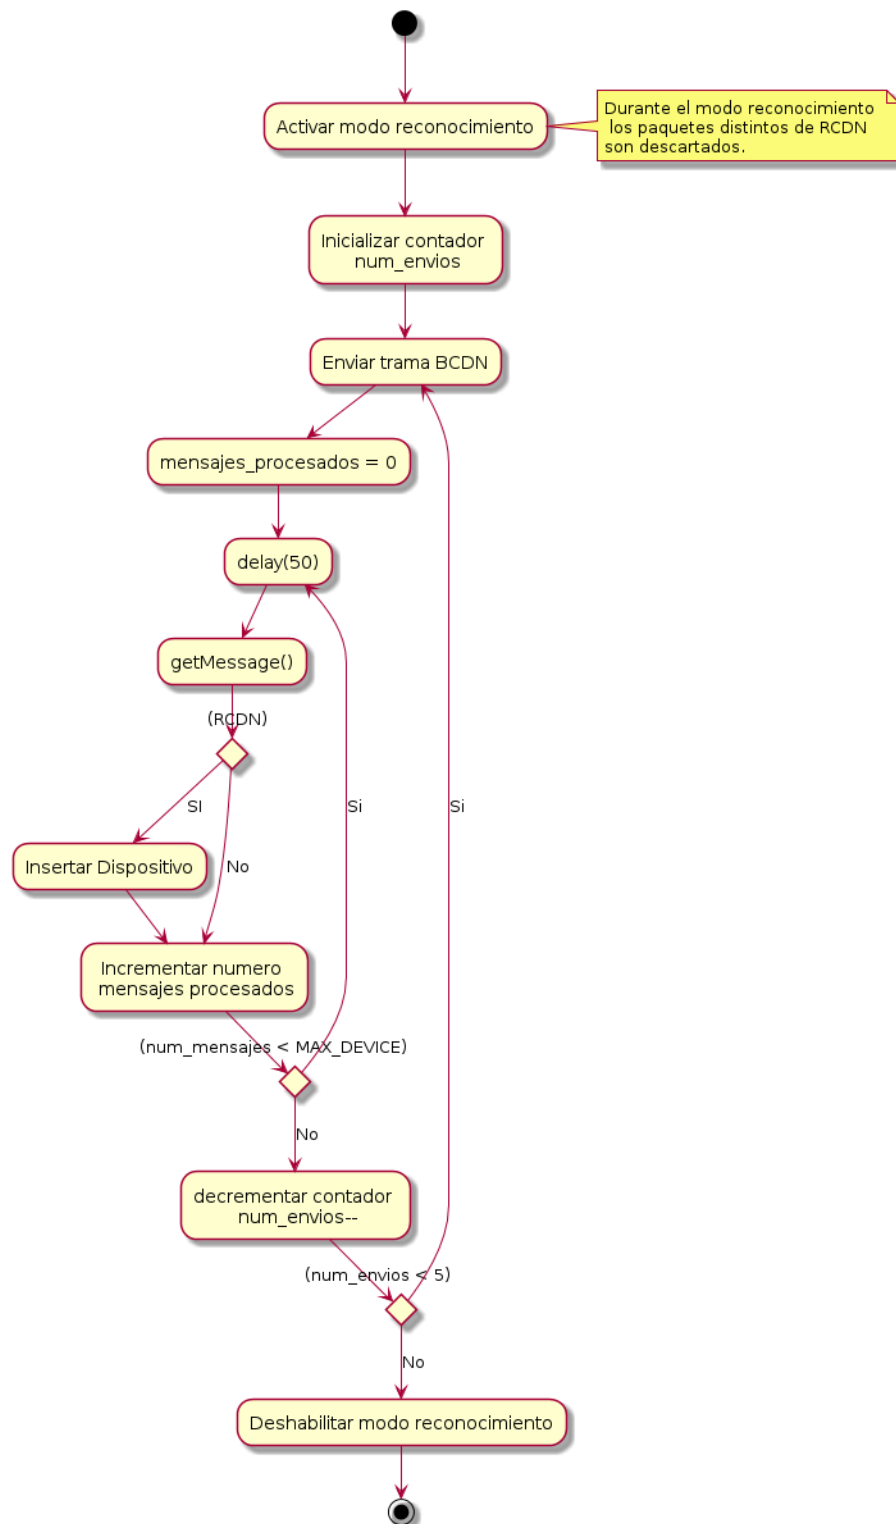 Activar modo reconocimiento
Durante el modo reconocimiento
los paquetes distintos de RCDN
son descartados.
Inicializar contador
num_envios
Enviar trama BCDN
mensajes_procesados = 0
delay(50)
getMessage()
(RCDN)
SI
Si
Si
Insertar Dispositivo
No
Incrementar numero
mensajes procesados
(num_mensajes < MAX_DEVICE)
No
decrementar contador
num_envios--
(num_envios < 5)
No
Deshabilitar modo reconocimiento